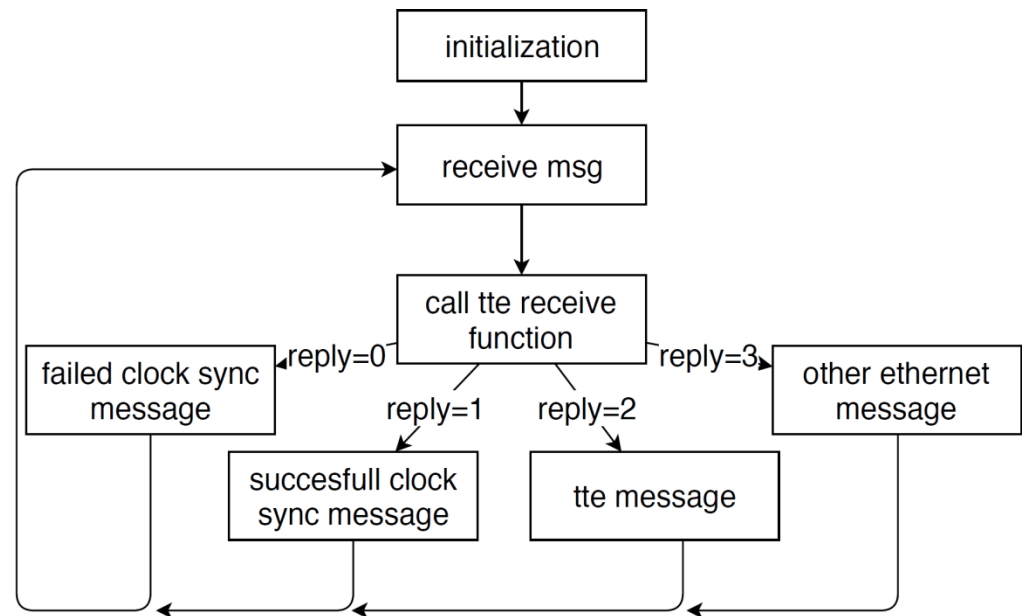 initialization
receive msg
call tte receive
function
reply=0
reply=3
failed clock sync
message
other ethernet
message
reply=1
reply=2
succesfull clock
sync message
tte message